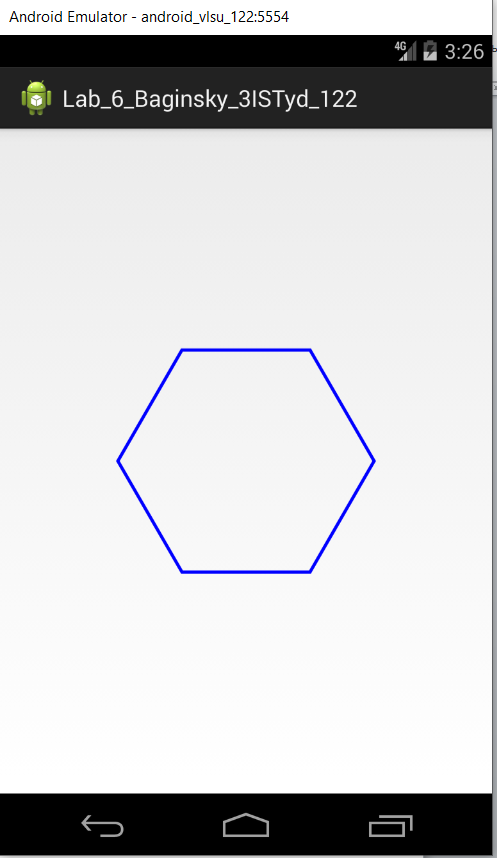 Android Emulator - android_vlsu_122:5554
4G 3:26
Lab_6_Baginsky_3ISTyd_122